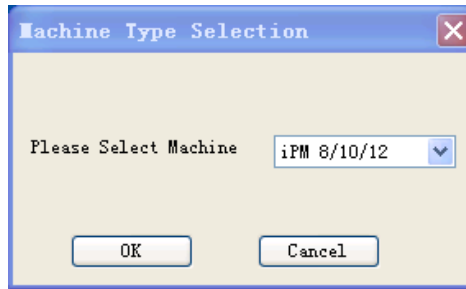 Machine Type Selection
Please Select Machine
iPM 8/10/12
OK
Cancel